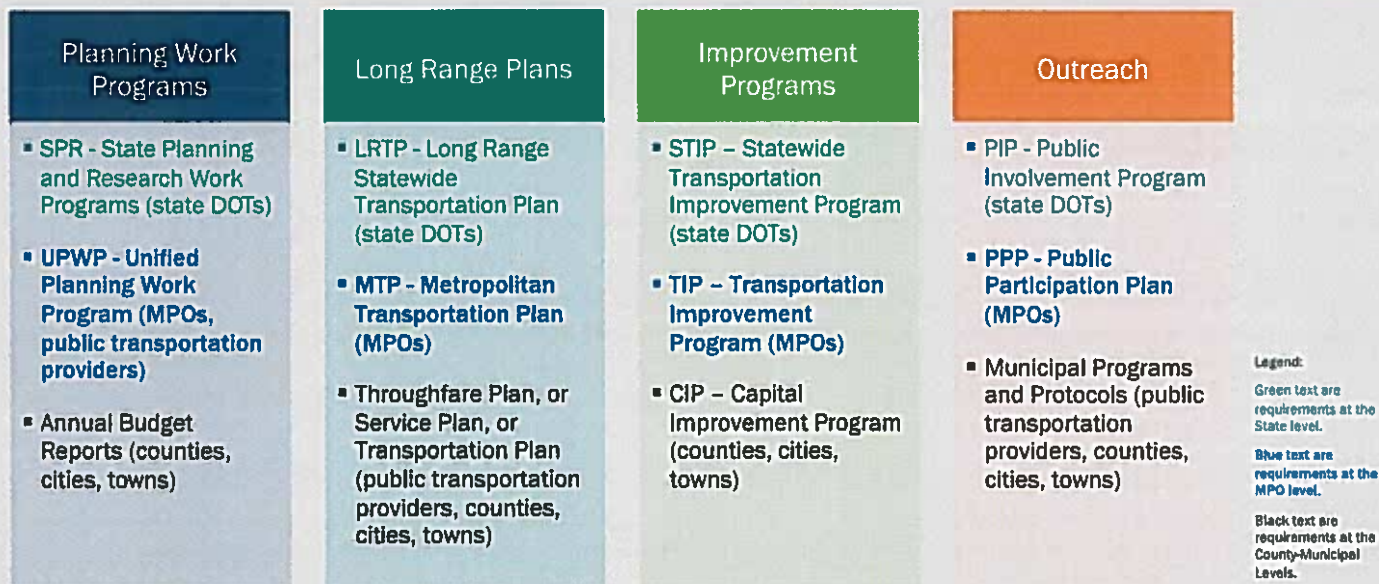 Planning Work
Programs
▪ SPR - State Planning
and Research Work
Programs (state DOTs)
▪ UPWP - Unified
Planning Work
Program (MPOs,
public transportation
providers)
▪ Annual Budget
Reports (counties,
cities, towns)
Long Range Plans
▪ LRTP - Long Range
Statewide
Transportation Plan
(state DOTs)
▪ MTP - Metropolitan
Transportation Plan
(MPOs)
▪ Throughfare Plan, or
Service Plan, or
Transportation Plan
(public transportation
providers, counties,
cities, towns)
Improvement
Programs
▪ STIP – Statewide
Transportation
Improvement Program
(state DOTs)
▪ TIP – Transportation
Improvement
Program (MPOs)
▪ CIP – Capital
Improvement Program
(counties, cities,
towns)
Outreach
▪ PIP - Public
Involvement Program
(state DOTs)
▪ PPP - Public
Participation Plan
(MPOs)
▪ Municipal Programs
and Protocols (public
transportation
providers, counties,
cities, towns)
Legend:
Green text are
requirements at the
State level.
Blue text are
requirements at the
MPO level.
Black text are
requirements at the
County-Municipal
Levels.